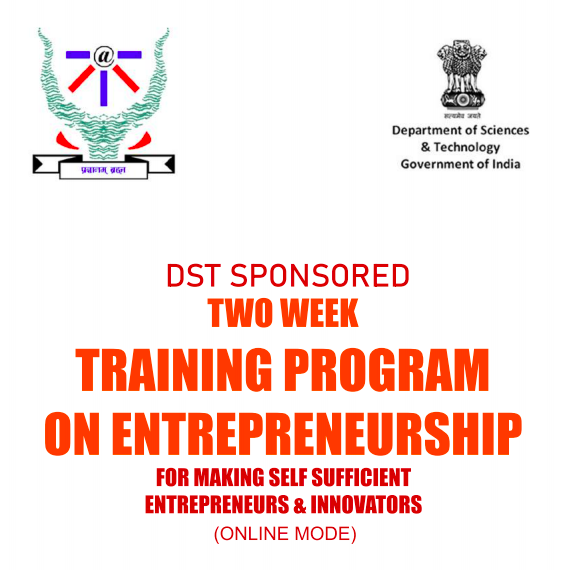 @
प्रज्ञानम् ब्रह्म
सत्यमेव जयते
Department of Sciences
& Technology
Government of India
DST SPONSORED
TWO WEEK
TRAINING PROGRAM
ON ENTREPRENEURSHIP
FOR MAKING SELF SUFFICIENT
ENTREPRENEURS & INNOVATORS
(ONLINE MODE)